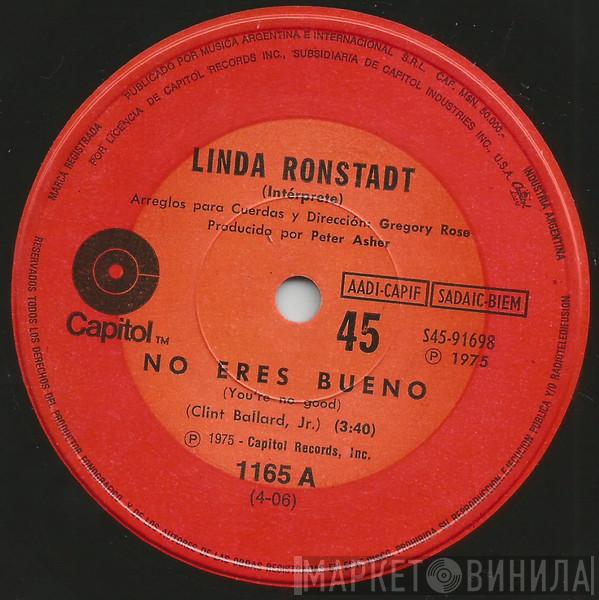 PUBLICADO POR MUSICA ARGENTINA E INTERNACIONAL S.R.L. CAP. M$N. 50.000.-
POR LICENCIA DE CAPITOL RECORDS INC., SUBSIDIARIA DE CAPITOL INDUSTRIES INC., U.S.A.
MARCA REGISTRADA
INDUSTRIA ARGENTINA
LINDA RONSTADT
(Intérprete)
Arreglos para Cuerdas y Dirección: Gregory Rose
Producido por Peter Asher
AADI-CAPIF SADAIC-BIEM
Capitol TM
45
S45-91698
Ⓟ 1975
NO ERES BUENO
(You're no good)
(Clint Ballard, Jr.) (3:40)
Ⓟ 1975 - Capitol Records, Inc.
1165 A
(4-06)
RESERVADOS TODOS LOS DERECHOS DEL PRODUCTOR FONOGRAFICO
Y DE LOS AUTORES DE LAS OBRAS
SU REPRODUCCION, EJECUCION PUBLICA Y/O RADIOTELEDIFUSION
МАРКЕТ ВИНИЛА